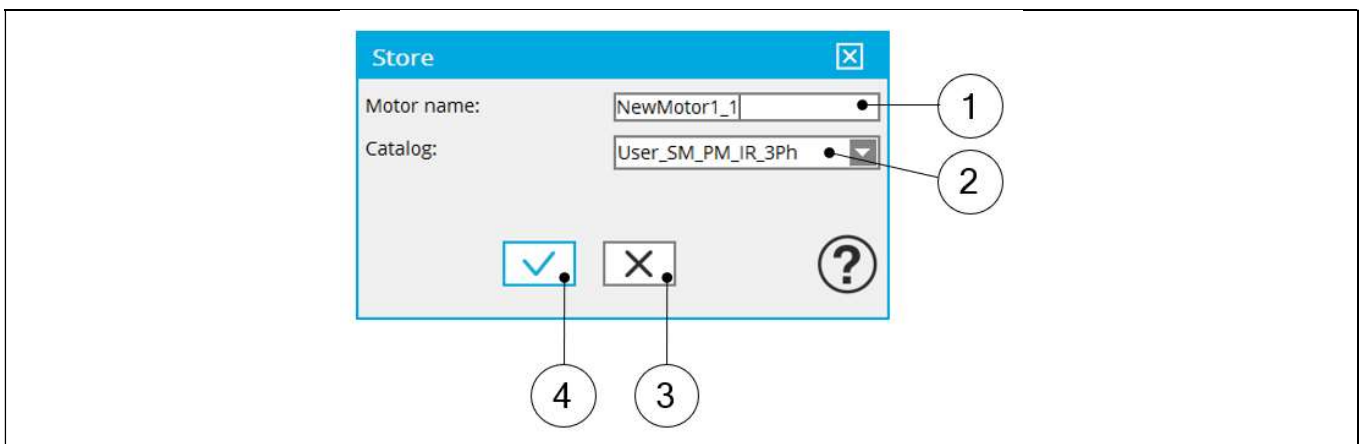 Store
Motor name: NewMotor1_1
1
Catalog: User_SM_PM_IR_3Ph
2
?
4 3